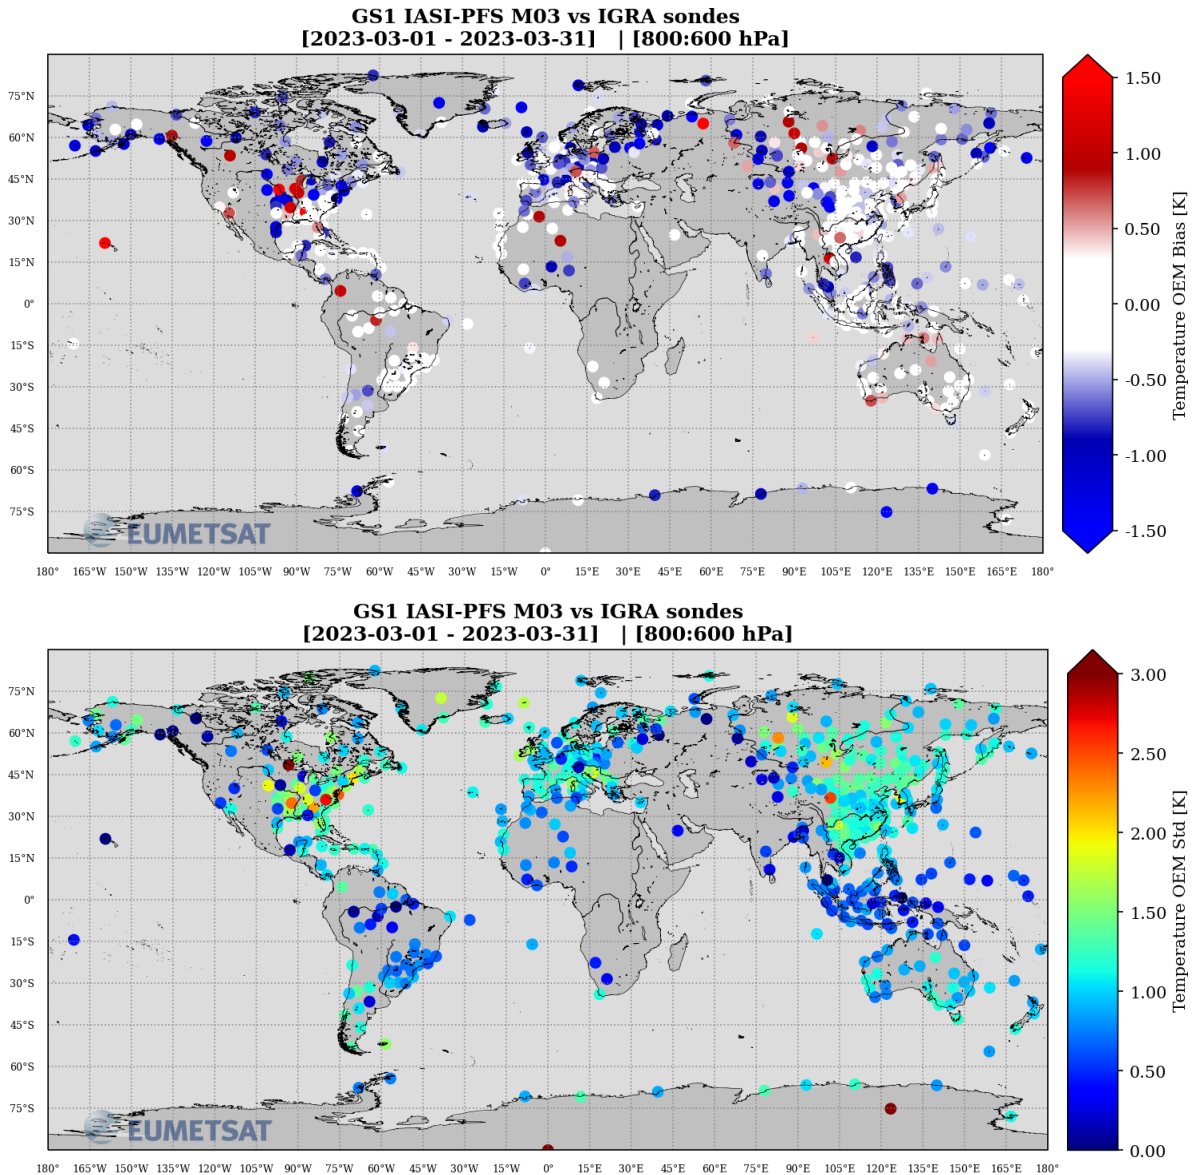 GS1 IASI-PFS M03 vs IGRA sondes
[2023-03-01 - 2023-03-31]   | [800:600 hPa]
75°N
60°N
45°N
30°N
15°N
0°
15°S
30°S
45°S
60°S
75°S
EUMETSAT
180° 165°W 150°W 135°W 120°W 105°W 90°W 75°W 60°W 45°W 30°W 15°W 0° 15°E 30°E 45°E 60°E 75°E 90°E 105°E 120°E 135°E 150°E 165°E 180°
1.50
1.00
0.50
0.00
-0.50
-1.00
-1.50
Temperature OEM Bias [K]
GS1 IASI-PFS M03 vs IGRA sondes
[2023-03-01 - 2023-03-31]   | [800:600 hPa]
75°N
60°N
45°N
30°N
15°N
0°
15°S
30°S
45°S
60°S
75°S
EUMETSAT
180° 165°W 150°W 135°W 120°W 105°W 90°W 75°W 60°W 45°W 30°W 15°W 0° 15°E 30°E 45°E 60°E 75°E 90°E 105°E 120°E 135°E 150°E 165°E 180°
3.00
2.50
2.00
1.50
1.00
0.50
0.00
Temperature OEM Std [K]